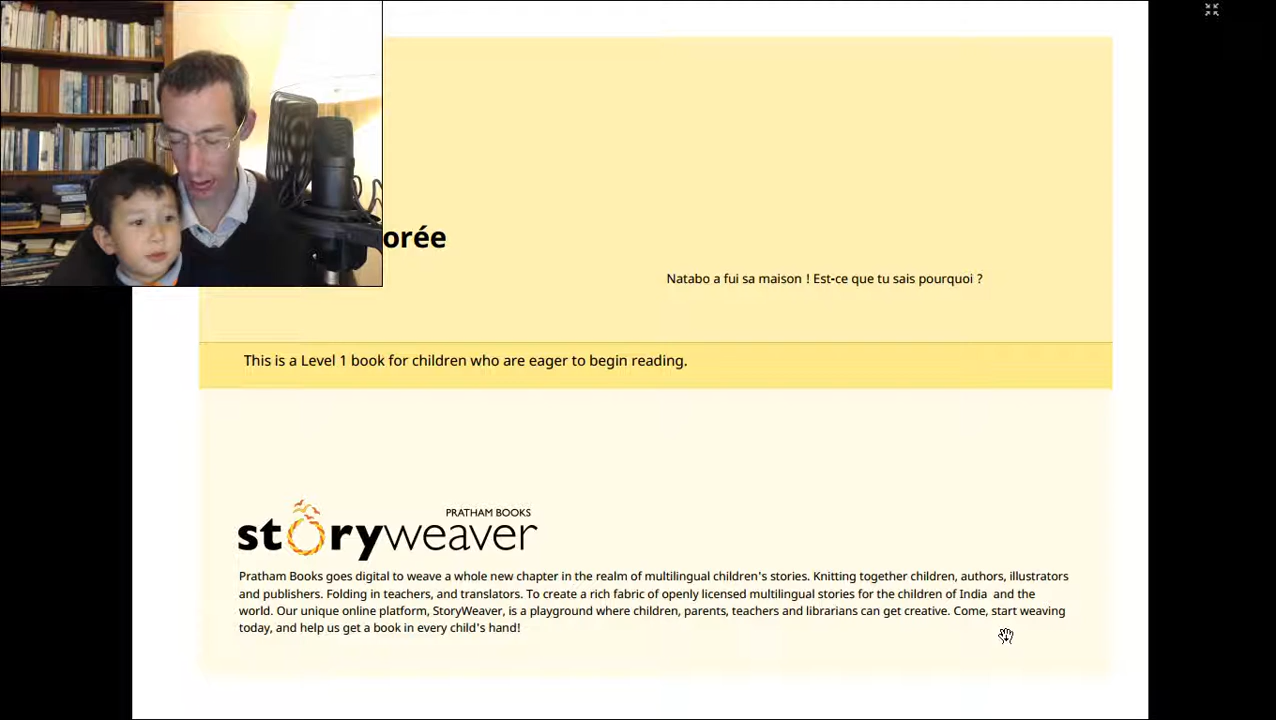 orée
Natabo a fui sa maison ! Est-ce que tu sais pourquoi ?
This is a Level 1 book for children who are eager to begin reading.
PRATHAM BOOKS
storyweaver
Pratham Books goes digital to weave a whole new chapter in the realm of multilingual children's stories. Knitting together children, authors, illustrators
and publishers. Folding in teachers, and translators. To create a rich fabric of openly licensed multilingual stories for the children of India and the
world. Our unique online platform, StoryWeaver, is a playground where children, parents, teachers and librarians can get creative. Come, start weaving
today, and help us get a book in every child's hand!